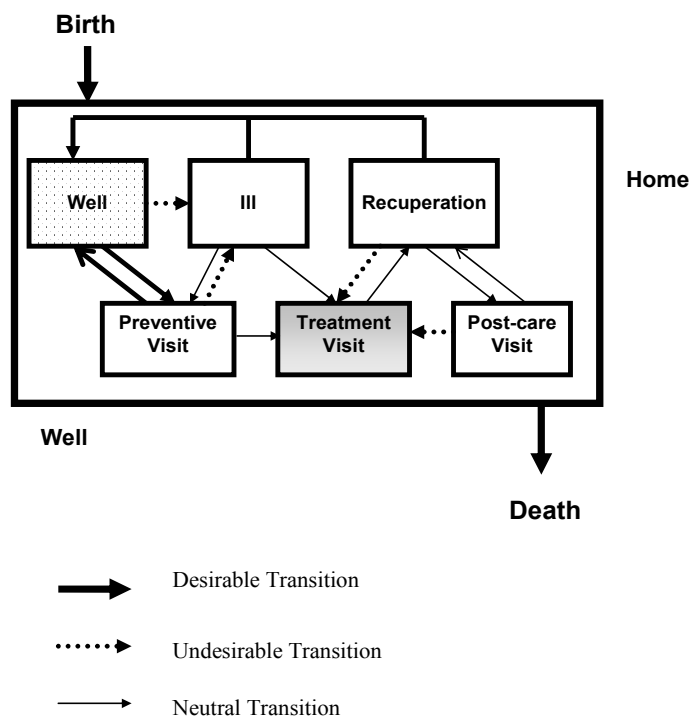 Birth
Home
Well
Ill
Recuperation
Preventive
Visit
Treatment
Visit
Post-care
Visit
Well
Death
Desirable Transition
Undesirable Transition
Neutral Transition